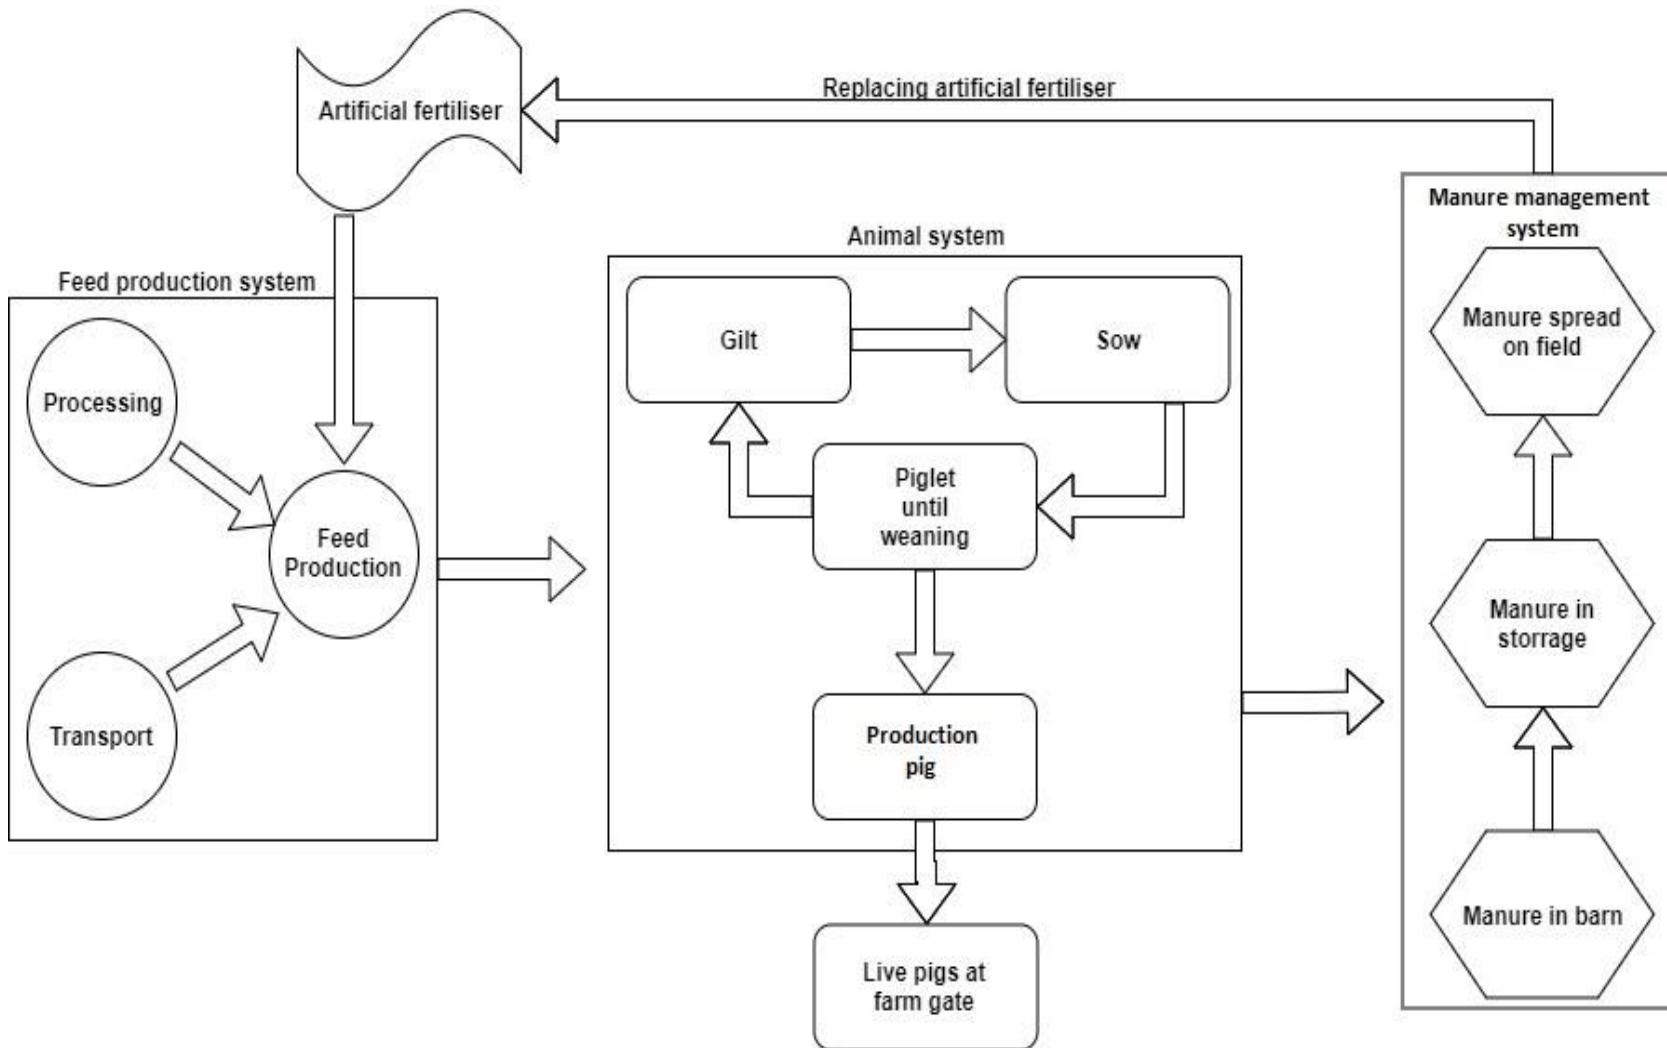 Replacing artificial fertiliser
Artificial fertiliser
Manure management
system
Animal system
Feed production system
Gilt
Sow
Manure spread
on field
Processing
Piglet
until
weaning
Feed
Production
Manure in
storrage
Transport
Production
pig
Manure in barn
Live pigs at
farm gate